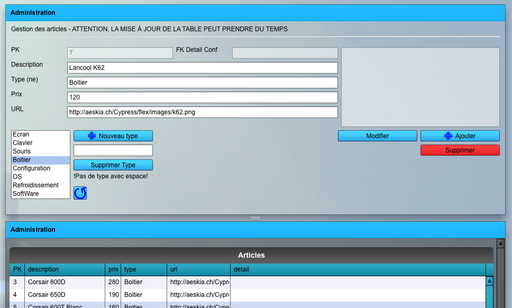 Administration
Gestion des articles - ATTENTION, LA MISE À JOUR DE LA TABLE PEUT PRENDRE DU TEMPS
PK 7 FK Detail Conf
Description Lancool K62
Type (ne) Boitier
Prix 120
URL http://aeskia.ch/Cypress/flex/images/k62.png
Ecran
Clavier
Souris
Boitier
Configuration
OS
Refroidissement
SoftWare
Nouveau type
Supprimer Type
!Pas de type avec espace!
Modifier Ajouter
Supprimer
Administration
Articles
PK description prix type url detail
3 Corsair 800D 280 Boitier http://aeskia.ch/Cypr
4 Corsair 650D 190 Boitier http://aeskia.ch/Cypr
5 Corsair 600T Blanc 160 Boitier http://aeskia.ch/Cypr